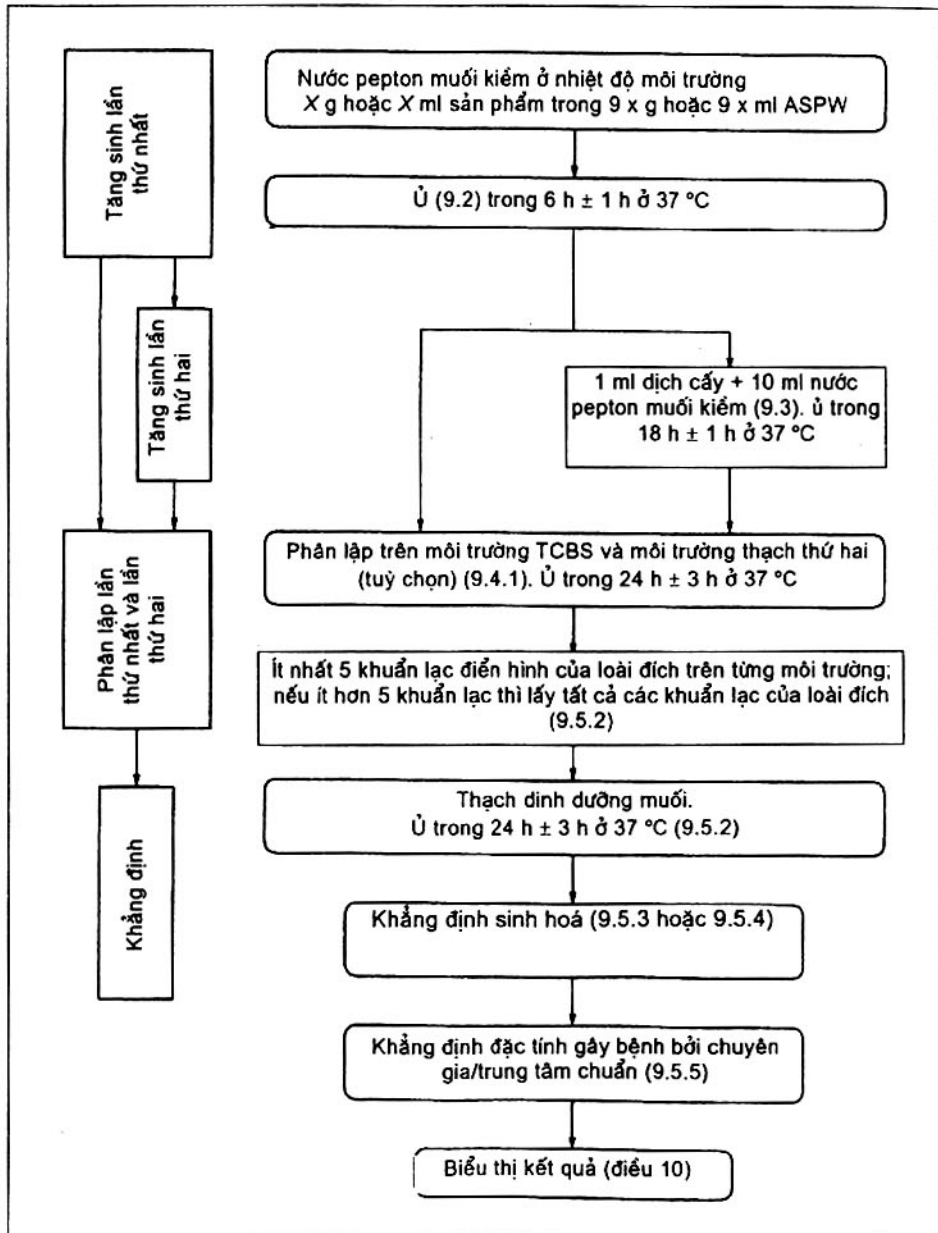 Tăng sinh lần
thứ nhất
Nước pepton muối kiềm ở nhiệt độ môi trường
X g hoặc X ml sản phẩm trong 9 x g hoặc 9 x ml ASPW
Ủ (9.2) trong 6 h ± 1 h ở 37 °C
Tăng sinh lần
thứ hai
1 ml dịch cấy + 10 ml nước
pepton muối kiềm (9.3). ủ trong
18 h ± 1 h ở 37 °C
Phân lập lần
thứ nhất và lần
thứ hai
Phân lập trên môi trường TCBS và môi trường thạch thứ hai
(tuỳ chọn) (9.4.1). Ủ trong 24 h ± 3 h ở 37 °C
Ít nhất 5 khuẩn lạc điển hình của loài đích trên từng môi trường;
nếu ít hơn 5 khuẩn lạc thì lấy tất cả các khuẩn lạc của loài đích
(9.5.2)
Khẳng định
Thạch dinh dưỡng muối.
Ủ trong 24 h ± 3 h ở 37 °C (9.5.2)
Khẳng định sinh hoá (9.5.3 hoặc 9.5.4)
Khẳng định đặc tính gây bệnh bởi chuyên
gia/trung tâm chuẩn (9.5.5)
Biểu thị kết quả (điều 10)